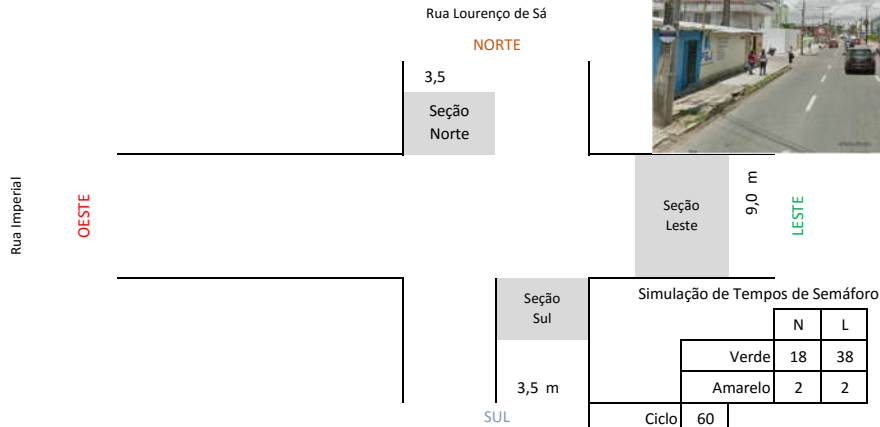 Rua Lourenço de Sá
NORTE
3,5
Seção
Norte
Rua Imperial
OESTE
Seção
Leste
9,0 m
LESTE
Seção
Sul
3,5 m
SUL
Simulação de Tempos de Semáforo
N L
Verde 18 38
Amarelo 2 2
Ciclo 60